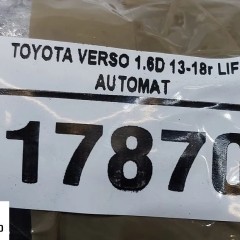 TOYOTA VERSO 1.6D 13-18r LIF
AUTOMAT
17870